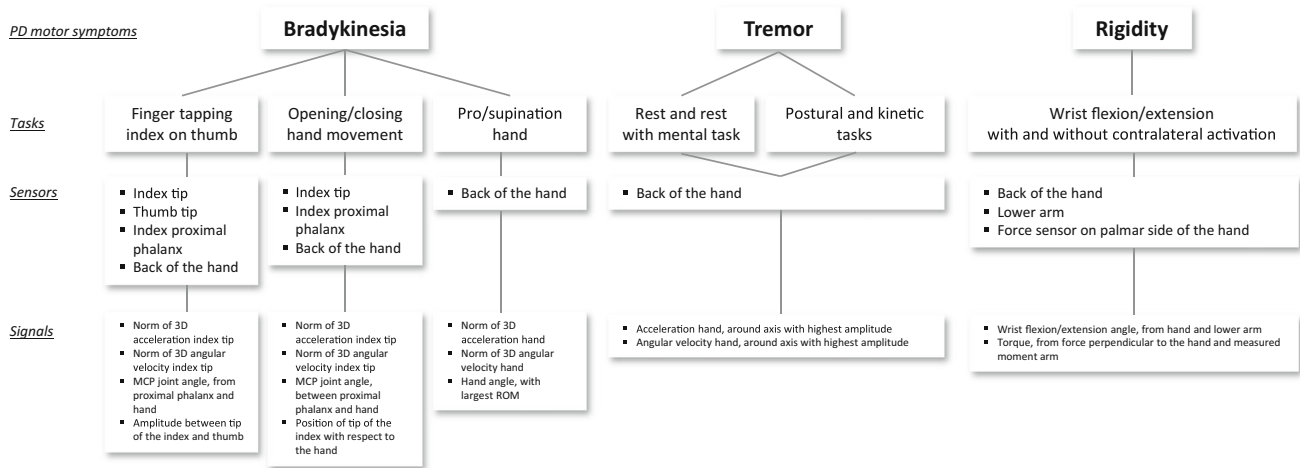 PD motor symptoms
Bradykinesia
Tremor
Rigidity
Tasks
Finger tapping
index on thumb
Opening/closing
hand movement
Pro/supination
hand
Rest and rest
with mental task
Postural and kinetic
tasks
Wrist flexion/extension
with and without contralateral activation
Sensors
▪ Index tip
▪ Thumb tip
▪ Index proximal
phalanx
▪ Back of the hand
▪ Index tip
▪ Index proximal
phalanx
▪ Back of the hand
▪ Back of the hand
▪ Back of the hand
▪ Back of the hand
▪ Lower arm
▪ Force sensor on palmar side of the hand
Signals
▪ Norm of 3D
acceleration index tip
▪ Norm of 3D angular
velocity index tip
▪ MCP joint angle, from
proximal phalanx and
hand
▪ Amplitude between tip
of the index and thumb
▪ Norm of 3D
acceleration index tip
▪ Norm of 3D angular
velocity index tip
▪ MCP joint angle,
between proximal
phalanx and hand
▪ Position of tip of the
index with respect to
the hand
▪ Norm of 3D
acceleration hand
▪ Norm of 3D angular
velocity hand
▪ Hand angle, with
largest ROM
▪ Acceleration hand, around axis with highest amplitude
▪ Angular velocity hand, around axis with highest amplitude
▪ Wrist flexion/extension angle, from hand and lower arm
▪ Torque, from force perpendicular to the hand and measured
moment arm